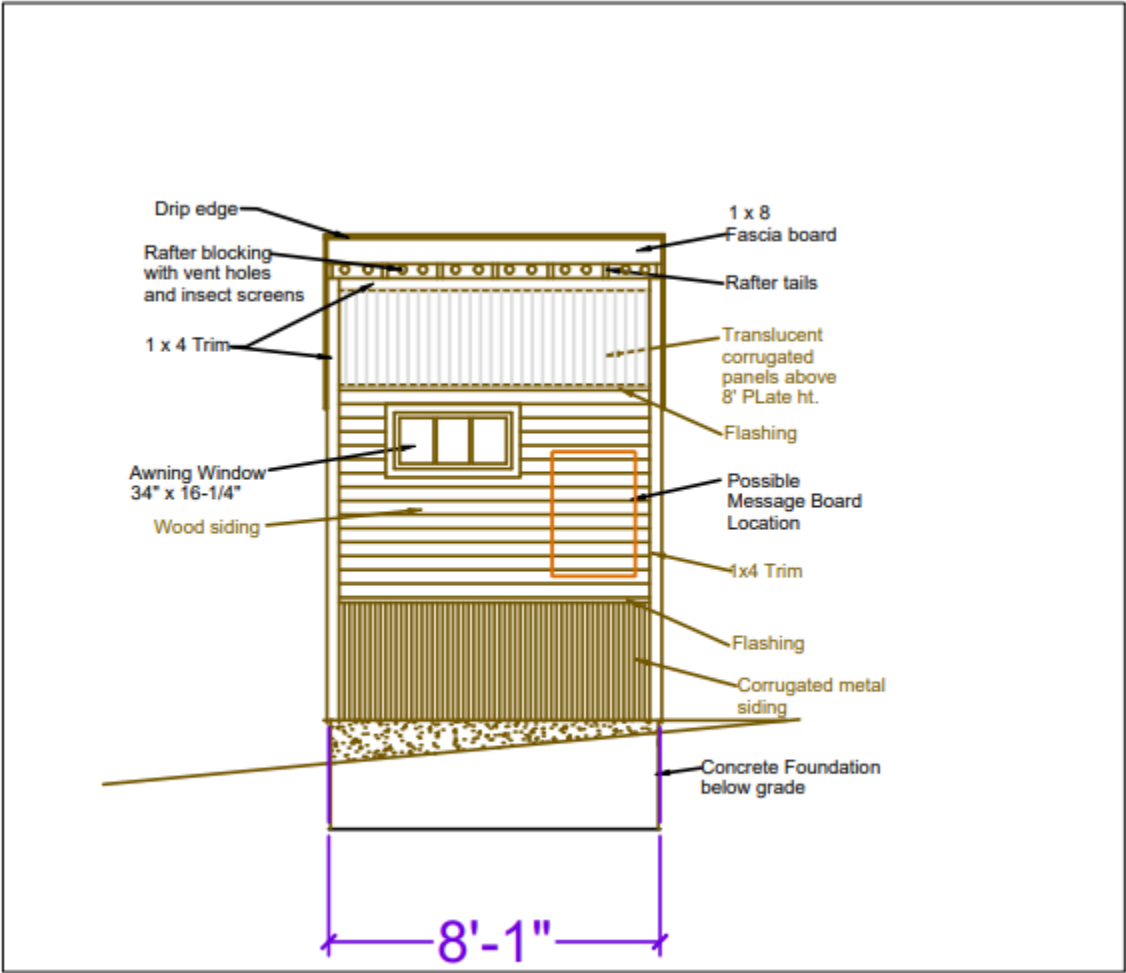 Drip edge
1 x 8
Fascia board
Rafter blocking
with vent holes
and insect screens
Rafter tails
1 x 4 Trim
Translucent
corrugated
panels above
8' PLate ht.
Flashing
Awning Window
34" x 16-1/4"
Possible
Message Board
Location
Wood siding
1x4 Trim
Flashing
Corrugated metal
siding
Concrete Foundation
below grade
8'-1"